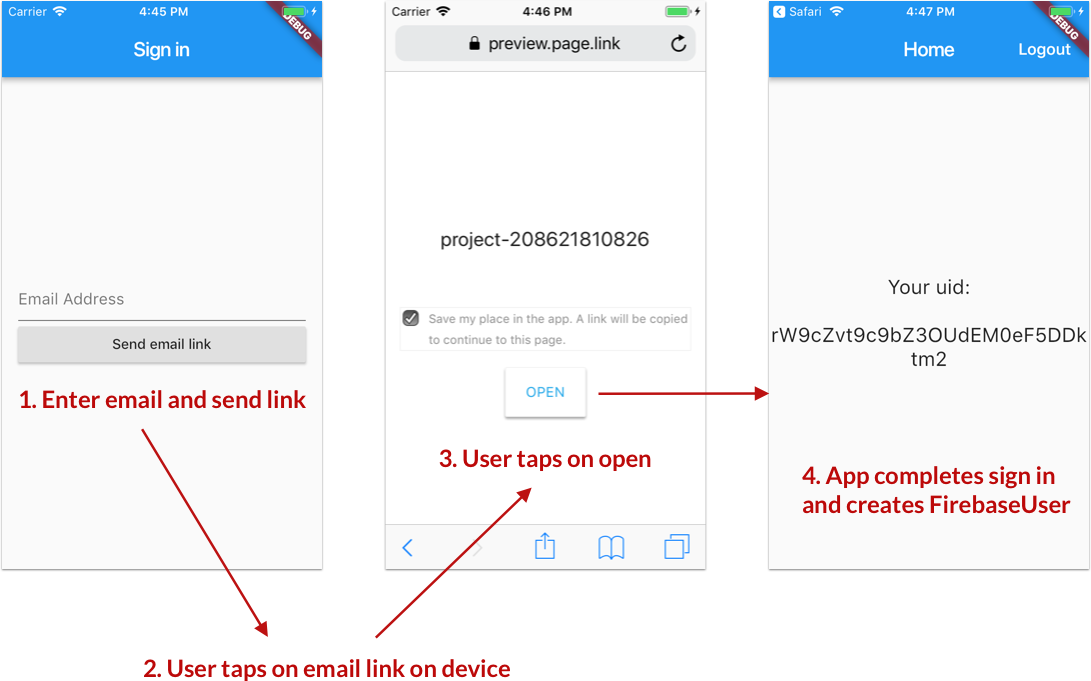 Carrier 4:45 PM
DEBUG
Sign in
Email Address
Send email link
1. Enter email and send link
2. User taps on email link on device
Carrier 4:46 PM
preview.page.link
project-208621810826
Save my place in the app. A link will be copied
to continue to this page.
OPEN
3. User taps on open
Safari 4:47 PM
DEBUG
Home Logout
Your uid:
rW9cZvt9c9bZ3OUdEM0eF5DDk
tm2
4. App completes sign in
and creates FirebaseUser